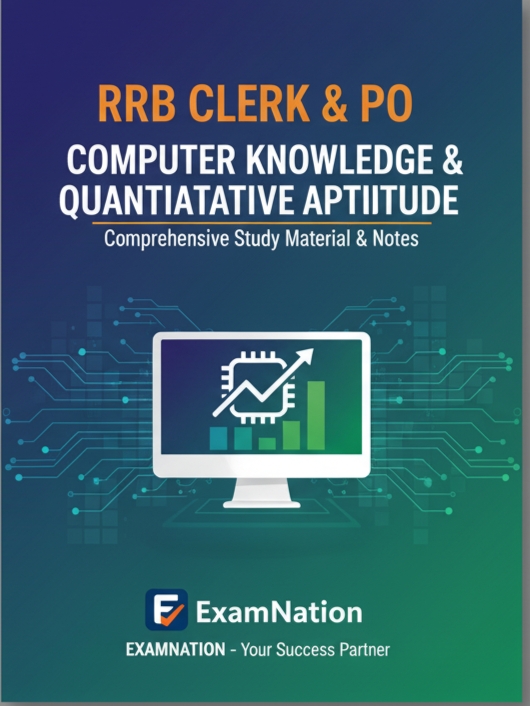 RRB CLERK & PO
COMPUTER KNOWLEDGE &
QUANTIATATIVE APTIITUDE
Comprehensive Study Material & Notes
ExamNation
EXAMNATION - Your Success Partner